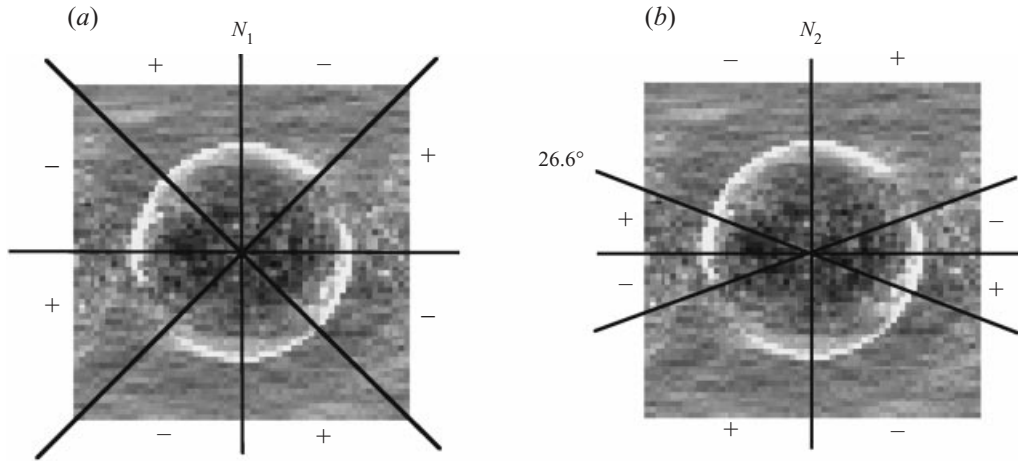 (a)
N₁
+ −
− +
+ −
− +
(b)
N₂
− +
26.6°
+ −
− +
+ −